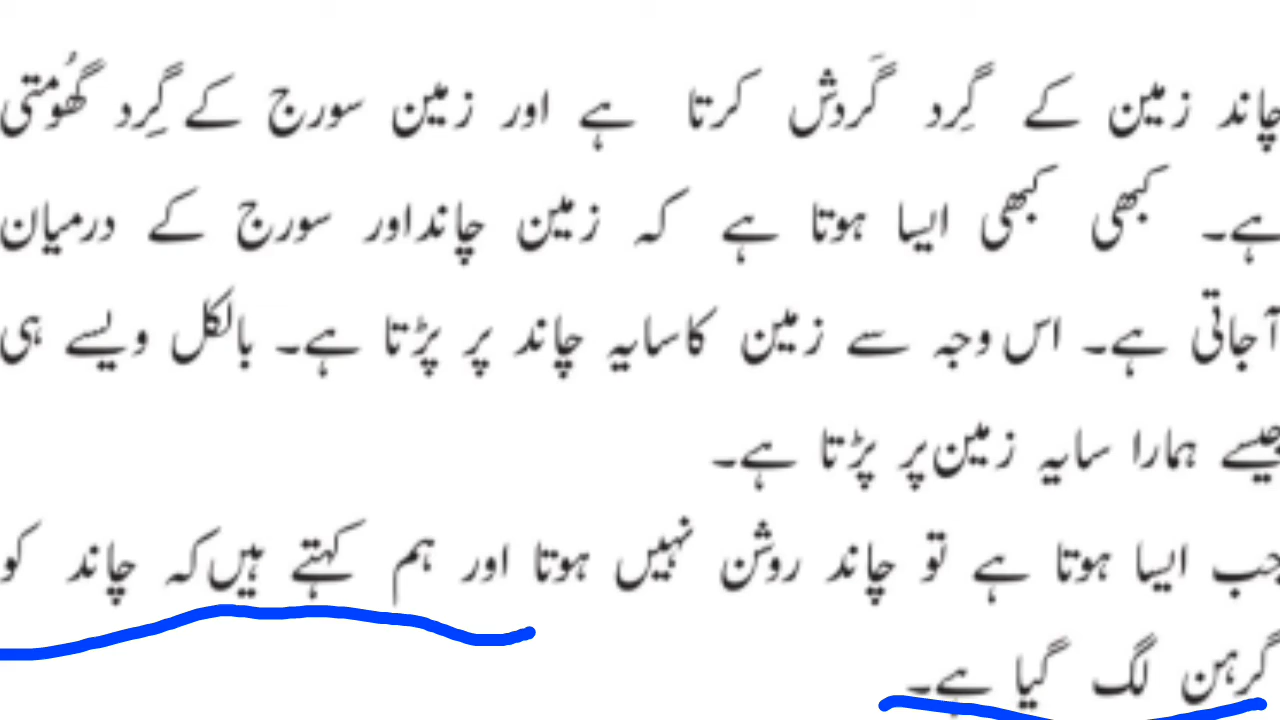 چاند زمین کے گِرد گَردش کرتا ہے اور زمین سورج کے گِرد گھُومتی
ہے۔ کبھی کبھی ایسا ہوتا ہے کہ زمین چاند اور سورج کے درمیان
آجاتی ہے۔ اس وجہ سے زمین کا سایہ چاند پر پڑتا ہے۔ بالکل ویسے ہی
جیسے ہمارا سایہ زمین پر پڑتا ہے۔
جب ایسا ہوتا ہے تو چاند روشن نہیں ہوتا اور ہم کہتے ہیں کہ چاند کو
گرہن لگ گیا ہے۔